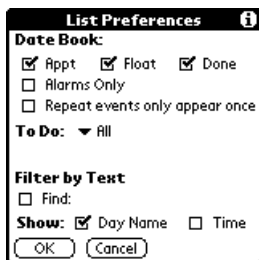 List Preferences
Date Book:
Appt Float Done
Alarms Only
Repeat events only appear once
To Do: All
Filter by Text
Find:
Show: Day Name Time
OK Cancel